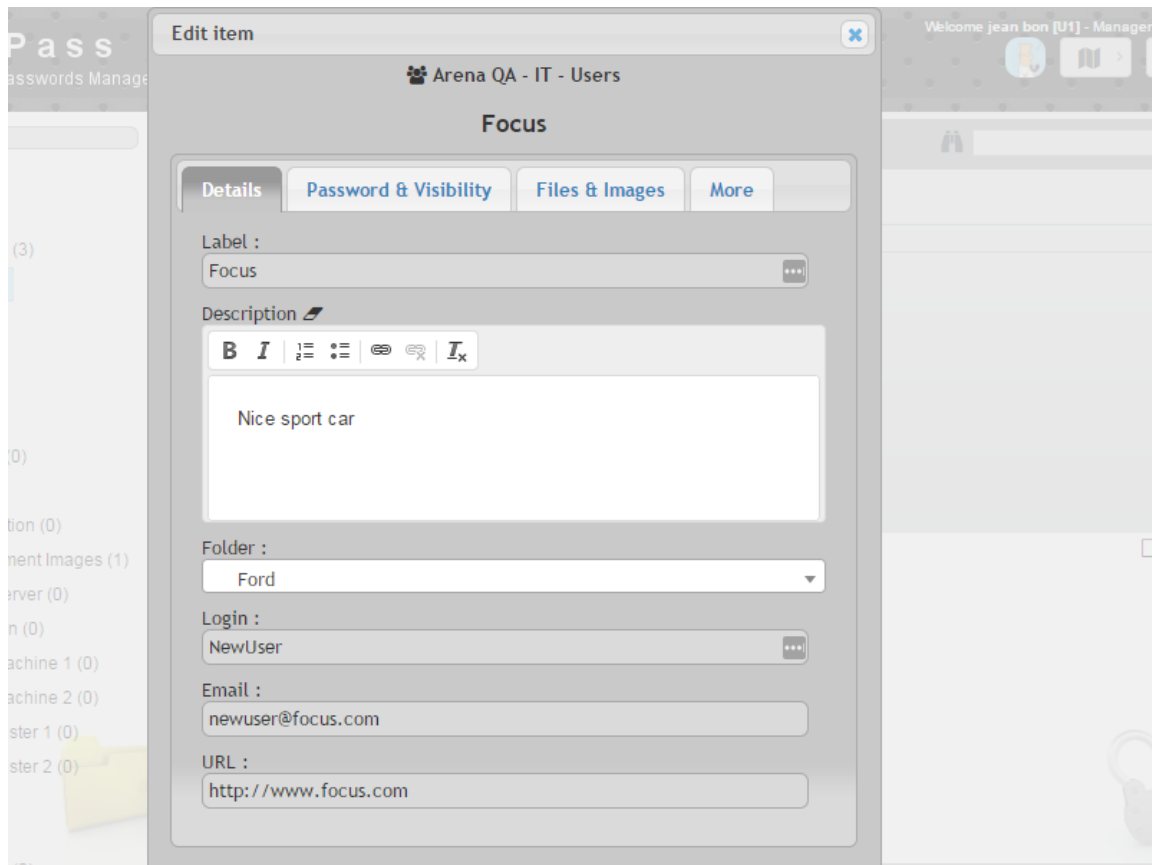 Edit item
Welcome jean bon [U1] - Manager
Pass
asswords Manage
Arena QA - IT - Users
Focus
Details
Password & Visibility
Files & Images
More
Label :
(3)
Focus
Description
B I
Nice sport car
(0)
tion (0)
Folder :
ment Images (1)
Ford
erver (0)
Login :
n (0)
NewUser
achine 1 (0)
Email :
achine 2 (0)
newuser@focus.com
ster 1 (0)
URL :
ster 2 (0)
http://www.focus.com